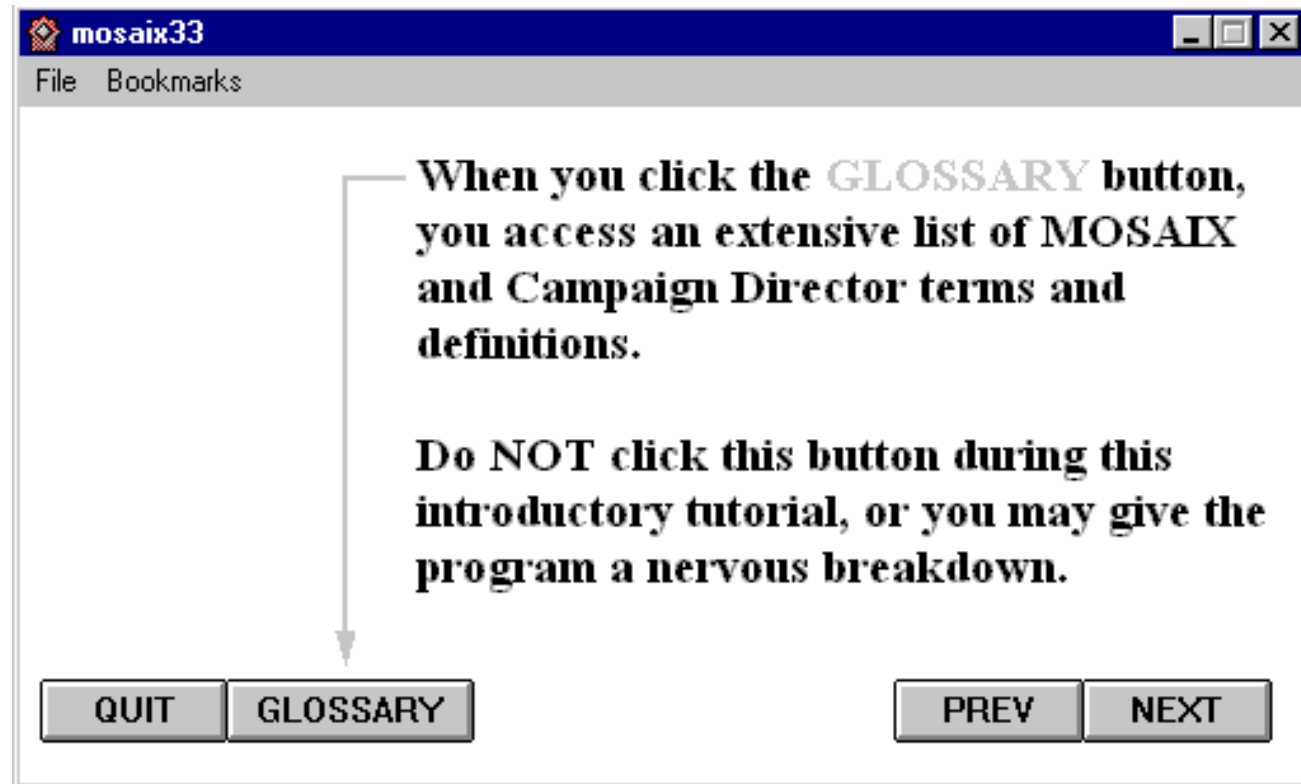 mosaix33
File Bookmarks
When you click the GLOSSARY button,
you access an extensive list of MOSAIX
and Campaign Director terms and
definitions.
Do NOT click this button during this
introductory tutorial, or you may give the
program a nervous breakdown.
QUIT GLOSSARY PREV NEXT